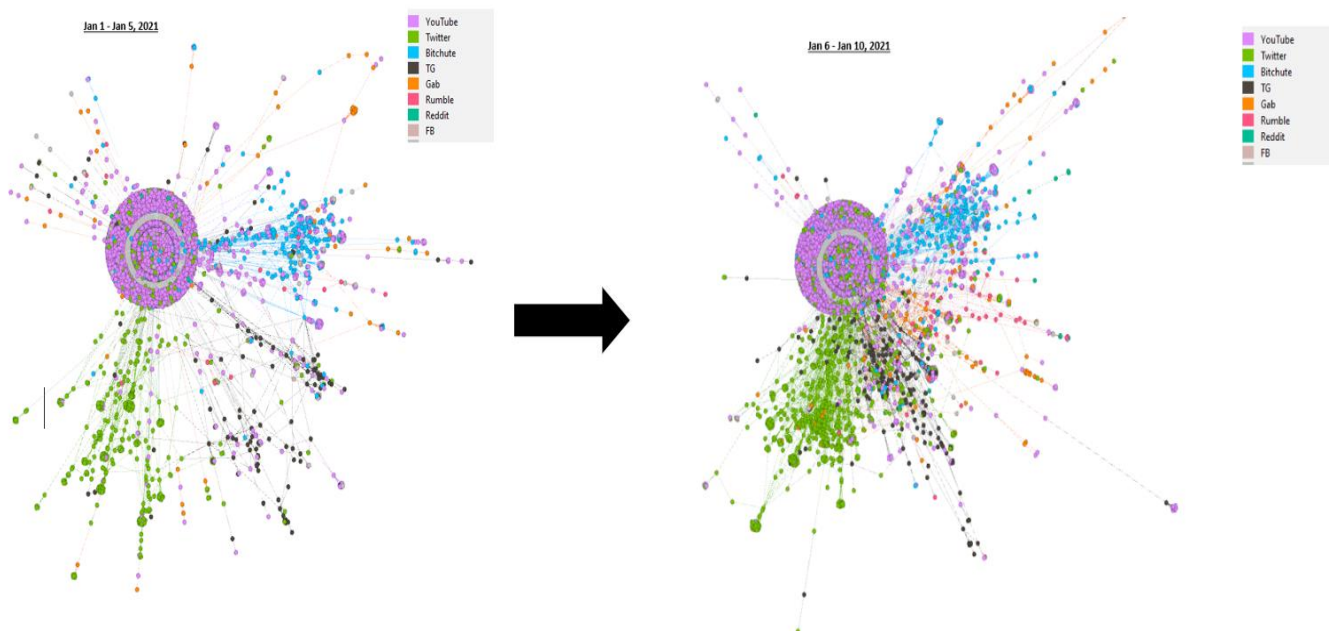 Jan 1 - Jan 5, 2021
YouTube
Twitter
Bitchute
TG
Gab
Rumble
Reddit
FB
Jan 6 - Jan 10, 2021
YouTube
Twitter
Bitchute
TG
Gab
Rumble
Reddit
FB